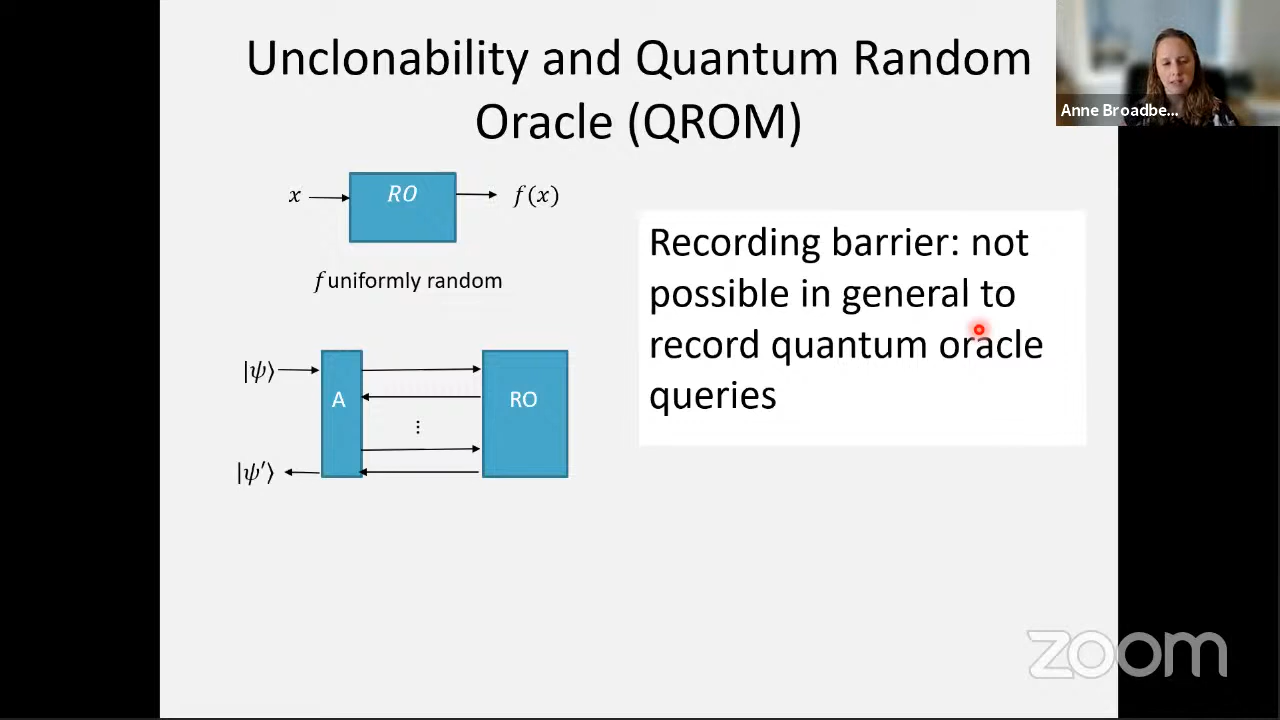 Unclonability and Quantum Random
Oracle (QROM)
Anne Broadbe...
x
RO
f(x)
f uniformly random
Recording barrier: not
possible in general to
record quantum oracle
queries
|ψ⟩
A
RO
⋮
|ψ′⟩
zoom